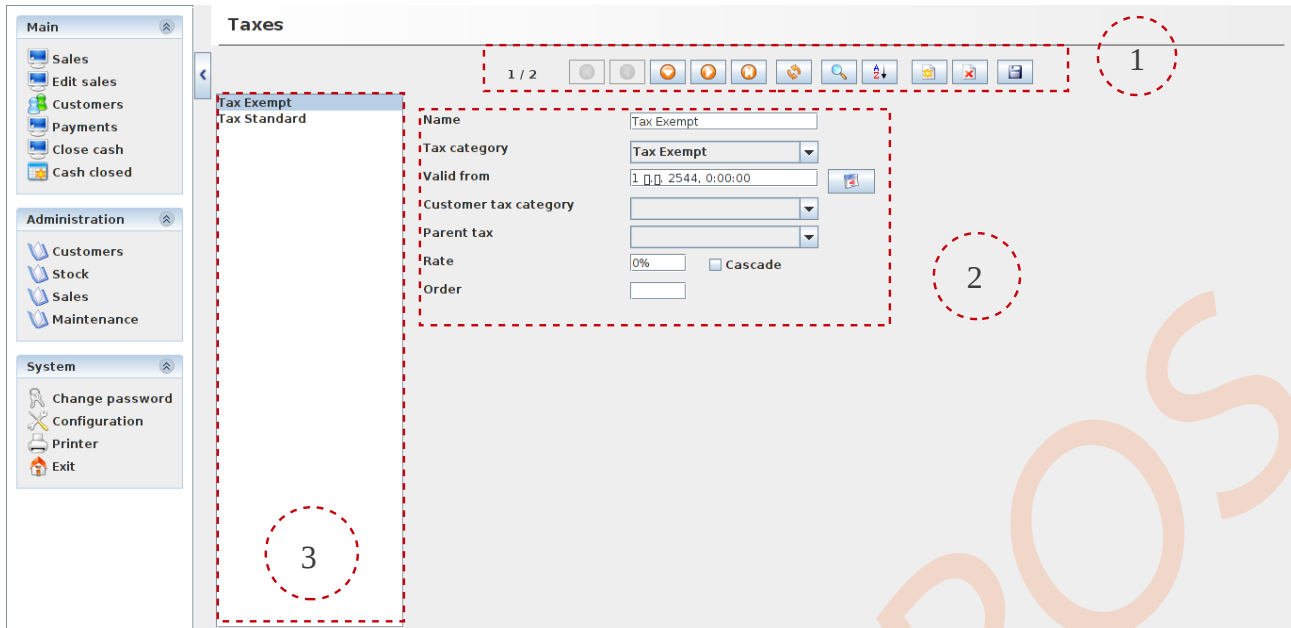 Main
Sales
Edit sales
Customers
Payments
Close cash
Cash closed
Administration
Customers
Stock
Sales
Maintenance
System
Change password
Configuration
Printer
Exit
Taxes
1 / 2
1
Tax Exempt
Tax Standard
3
Name Tax Exempt
Tax category Tax Exempt
Valid from 1 ▯.▯. 2544, 0:00:00
Customer tax category
Parent tax
Rate 0% Cascade
Order
2
POS